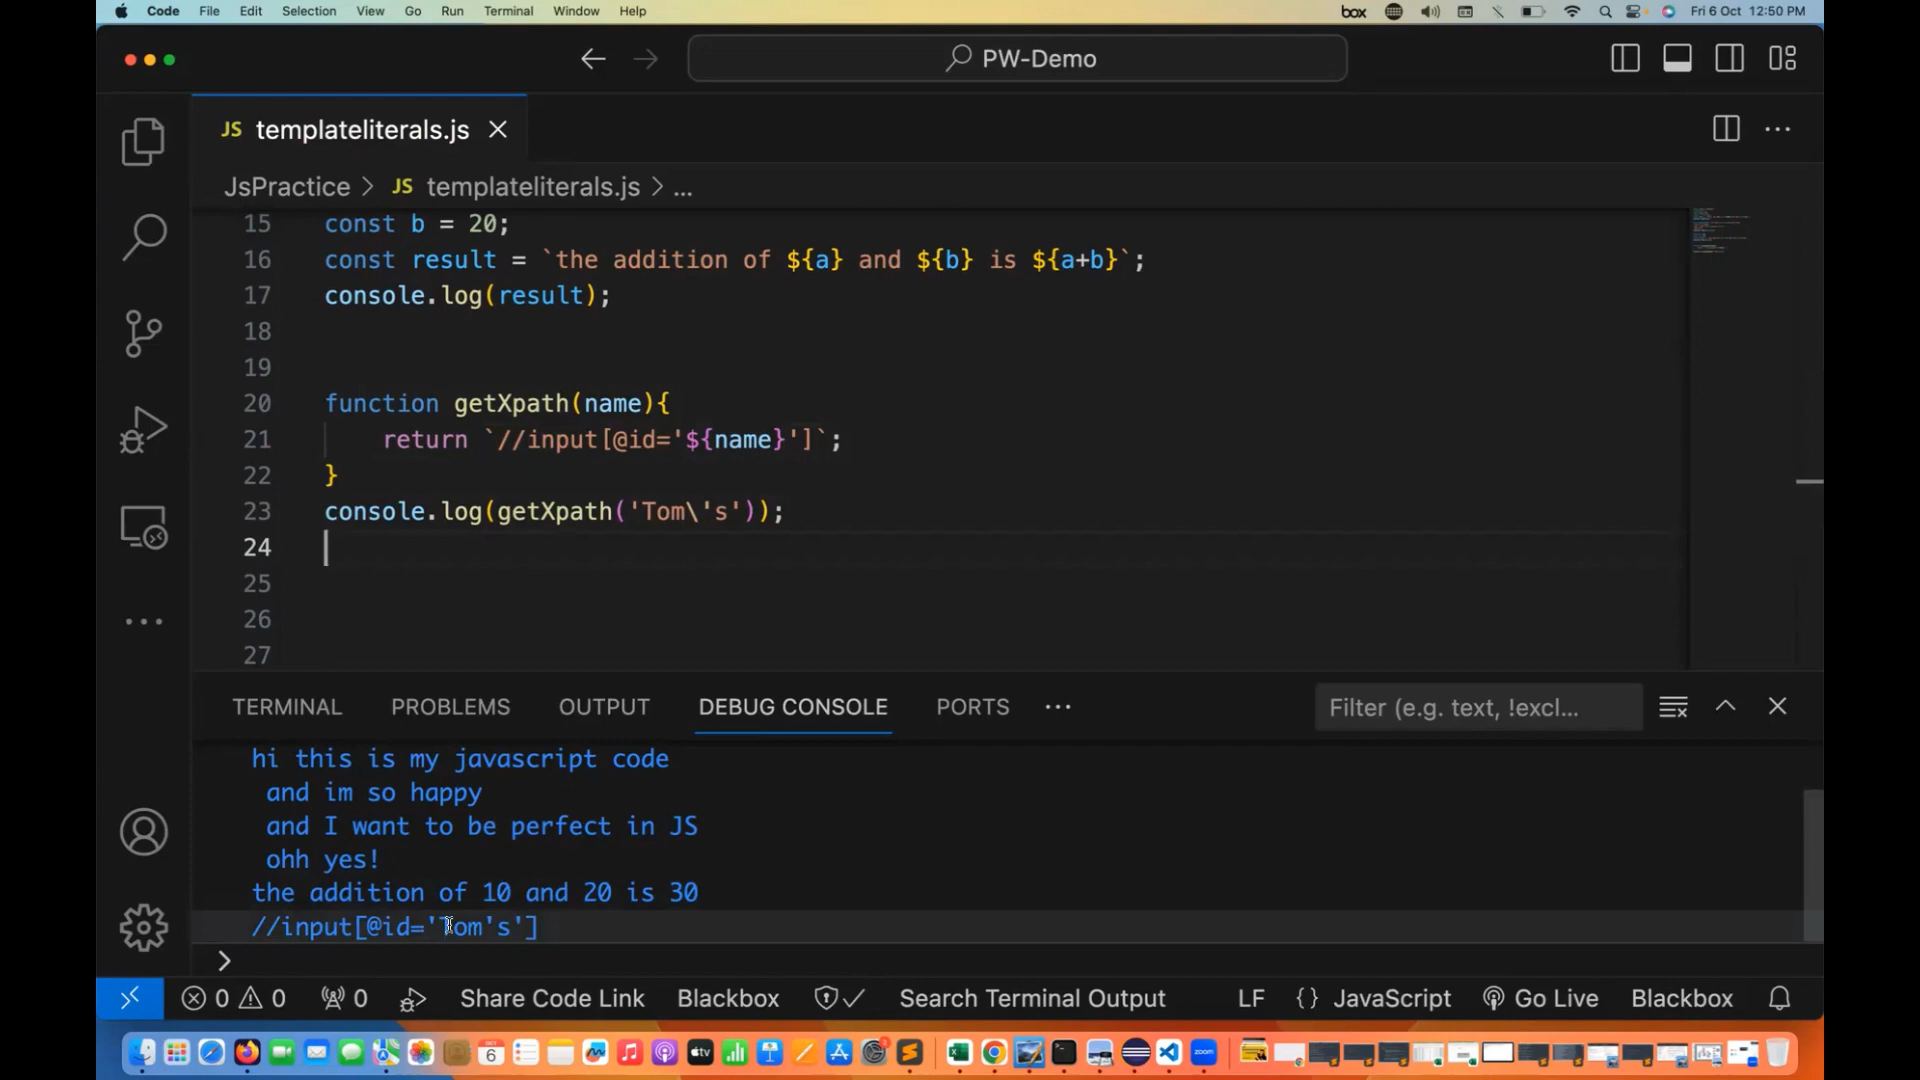 Code File Edit Selection View Go Run Terminal Window Help
box Fri 6 Oct 12:50 PM
PW-Demo
JS templateliterals.js
JsPractice > JS templateliterals.js > ...
15 const b = 20;
16 const result = `the addition of ${a} and ${b} is ${a+b}`;
17 console.log(result);
18
19
20 function getXpath(name){
21 return `//input[@id='${name}']`;
22 }
23 console.log(getXpath('Tom\'s'));
24
25
26
27
TERMINAL PROBLEMS OUTPUT DEBUG CONSOLE PORTS ... Filter (e.g. text, !excl...
hi this is my javascript code
and im so happy
and I want to be perfect in JS
ohh yes!
the addition of 10 and 20 is 30
//input[@id='Tom's']
>
0 0 0 Share Code Link Blackbox Search Terminal Output LF {} JavaScript Go Live Blackbox
OCT
6
tv
zoom